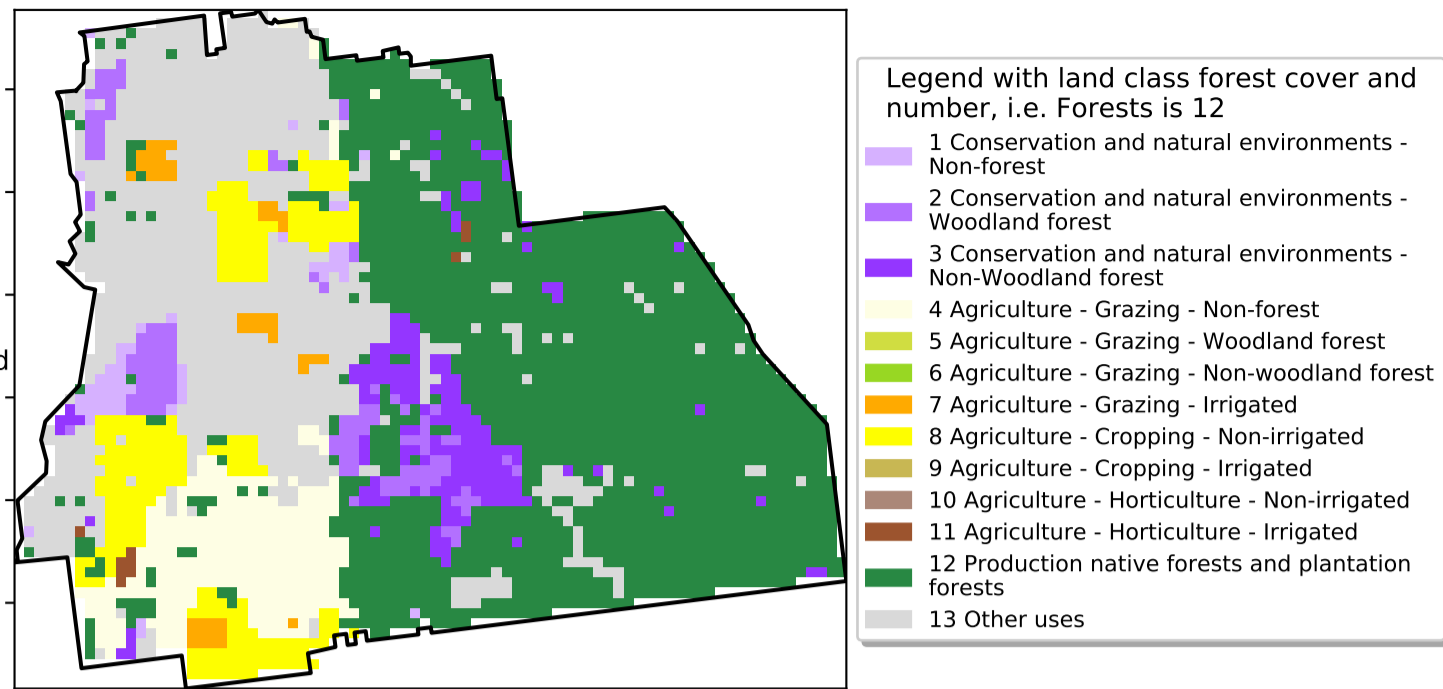 Legend with land class forest cover and
number, i.e. Forests is 12
1 Conservation and natural environments -
Non-forest
2 Conservation and natural environments -
Woodland forest
3 Conservation and natural environments -
Non-Woodland forest
4 Agriculture - Grazing - Non-forest
d
5 Agriculture - Grazing - Woodland forest
6 Agriculture - Grazing - Non-woodland forest
7 Agriculture - Grazing - Irrigated
8 Agriculture - Cropping - Non-irrigated
9 Agriculture - Cropping - Irrigated
10 Agriculture - Horticulture - Non-irrigated
11 Agriculture - Horticulture - Irrigated
12 Production native forests and plantation
forests
13 Other uses